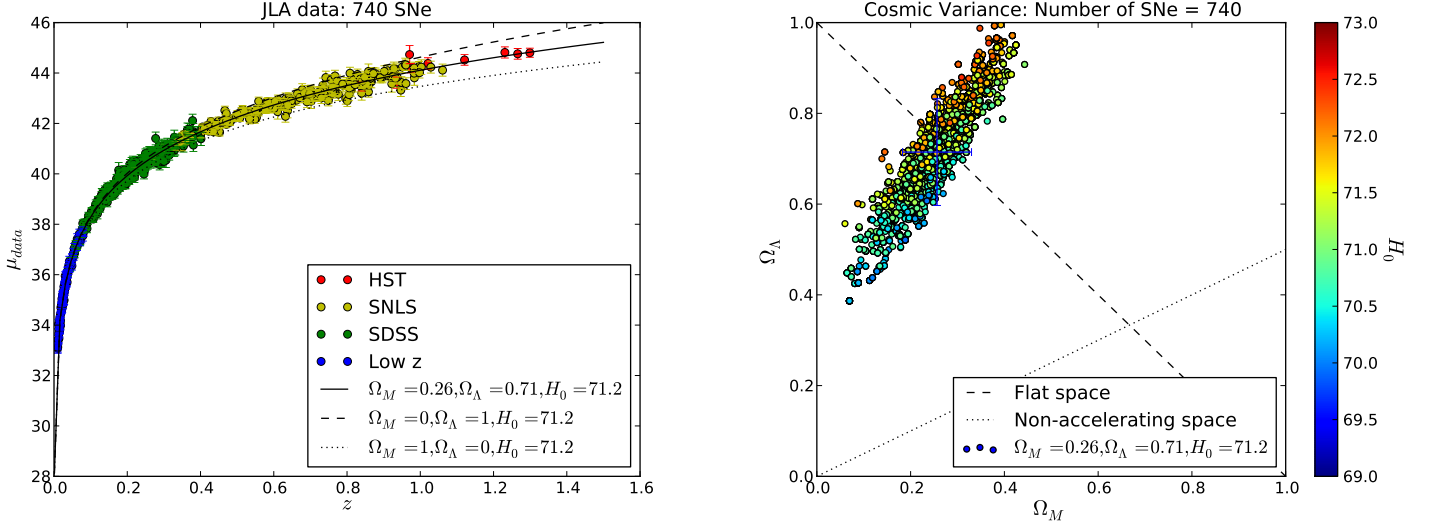 JLA data: 740 SNe
46
44
42
40
38
36
34
32
30
28
μdata
0.0
0.2
0.4
0.6
0.8
1.0
1.2
1.4
1.6
z
HST
SNLS
SDSS
Low z
Ω_M =0.26,Ω_Λ =0.71,H_0 =71.2
Ω_M =0,Ω_Λ =1,H_0 =71.2
Ω_M =1,Ω_Λ =0,H_0 =71.2
Cosmic Variance: Number of SNe = 740
1.0
0.8
0.6
0.4
0.2
0.0
Ω_Λ
0.0
0.2
0.4
0.6
0.8
1.0
Ω_M
Flat space
Non-accelerating space
Ω_M =0.26,Ω_Λ =0.71,H_0 =71.2
73.0
72.5
72.0
71.5
71.0
70.5
70.0
69.5
69.0
H_0